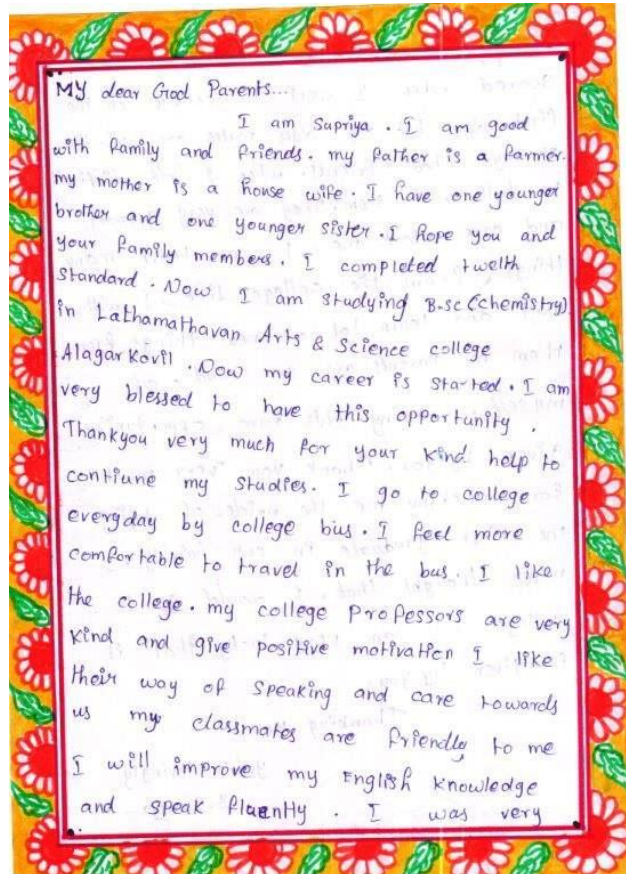 MY dear God Parents...
I am Supriya. I am good
with family and friends. my father is a farmer.
my mother is a house wife. I have one younger
brother and one younger sister. I hope you and
your family members. I completed twelth
Standard. Now I am studying B.sc (chemistry)
in Lathamathavan Arts & Science college
Alagar Kovil. Now my career is started. I am
very blessed to have this opportunity.
Thankyou very much for your kind help to
contiune my studies. I go to college
everyday by college bus. I feel more
comfortable to travel in the bus. I like
the college. my college Professors are very
kind and give positive motivation I like
their way of speaking and care towards
us my classmates are friendly to me
I will improve my English knowledge
and speak fluently. I was very